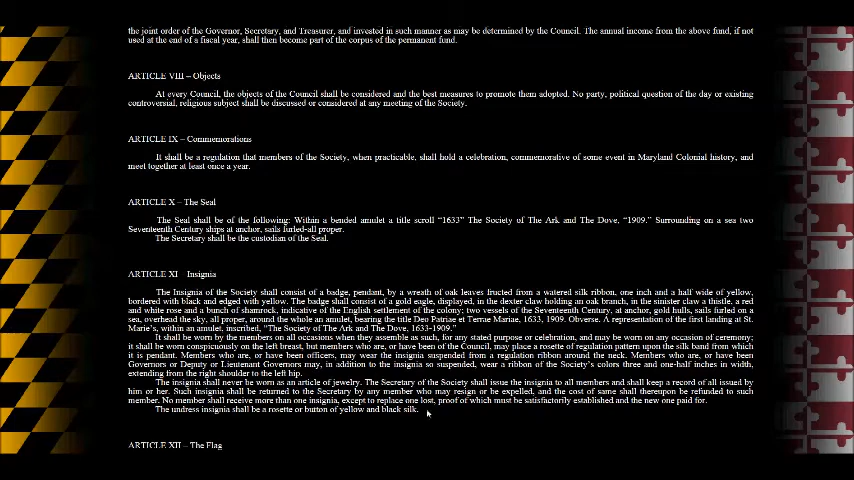 the joint order of the Governor, Secretary, and Treasurer, and invested in such manner as may be determined by the Council. The annual income from the above fund, if not
used at the end of a fiscal year, shall then become part of the corpus of the permanent fund.
ARTICLE VIII – Objects
At every Council, the objects of the Council shall be considered and the best measures to promote them adopted. No party, political question of the day or existing
controversial, religious subject shall be discussed or considered at any meeting of the Society.
ARTICLE IX – Commemorations
It shall be a regulation that members of the Society, when practicable, shall hold a celebration, commemorative of some event in Maryland Colonial history, and
meet together at least once a year.
ARTICLE X – The Seal
The Seal shall be of the following: Within a bended amulet a title scroll “1633” The Society of The Ark and The Dove, “1909.” Surrounding on a sea two
Seventeenth Century ships at anchor, sails furled-all proper.
The Secretary shall be the custodian of the Seal.
ARTICLE XI – Insignia
The Insignia of the Society shall consist of a badge, pendant, by a wreath of oak leaves fructed from a watered silk ribbon, one inch and a half wide of yellow,
bordered with black and edged with yellow. The badge shall consist of a gold eagle, displayed, in the dexter claw holding an oak branch, in the sinister claw a thistle, a red
and white rose and a bunch of shamrock, indicative of the English settlement of the colony; two vessels of the Seventeenth Century, at anchor, gold hulls, sails furled on a
sea, overhead the sky, all proper, around the whole an amulet, bearing the title Deo Patriae et Terrae Mariae, 1633, 1909. Obverse. A representation of the first landing at St.
Marie’s, within an amulet, inscribed, “The Society of The Ark and The Dove, 1633-1909.”
It shall be worn by the members on all occasions when they assemble as such, for any stated purpose or celebration, and may be worn on any occasion of ceremony;
it shall be worn conspicuously on the left breast, but members who are, or have been of the Council, may place a rosette of regulation pattern upon the silk band from which
it is pendant. Members who are, or have been officers, may wear the insignia suspended from a regulation ribbon around the neck. Members who are, or have been
Governors or Deputy or Lieutenant Governors may, in addition to the insignia so suspended, wear a ribbon of the Society’s colors three and one-half inches in width,
extending from the right shoulder to the left hip.
The insignia shall never be worn as an article of jewelry. The Secretary of the Society shall issue the insignia to all members and shall keep a record of all issued by
him or her. Such insignia shall be returned to the Secretary by any member who may resign or be expelled, and the cost of same shall thereupon be refunded to such
member. No member shall receive more than one insignia, except to replace one lost, proof of which must be satisfactorily established and the new one paid for.
The undress insignia shall be a rosette or button of yellow and black silk.
ARTICLE XII – The Flag